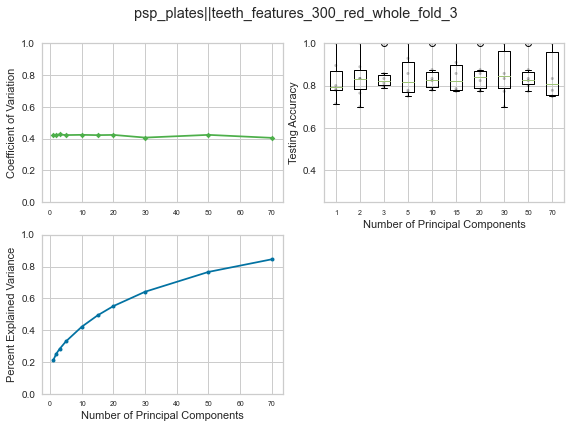 psp_plates||teeth_features_300_red_whole_fold_3
Coefficient of Variation
1.0
0.8
0.6
0.4
0.2
0.0
0 10 20 30 40 50 60 70
Testing Accuracy
1.0
0.8
0.6
0.4
1 2 3 5 10 15 20 30 50 70
Number of Principal Components
Percent Explained Variance
1.0
0.8
0.6
0.4
0.2
0.0
0 10 20 30 40 50 60 70
Number of Principal Components